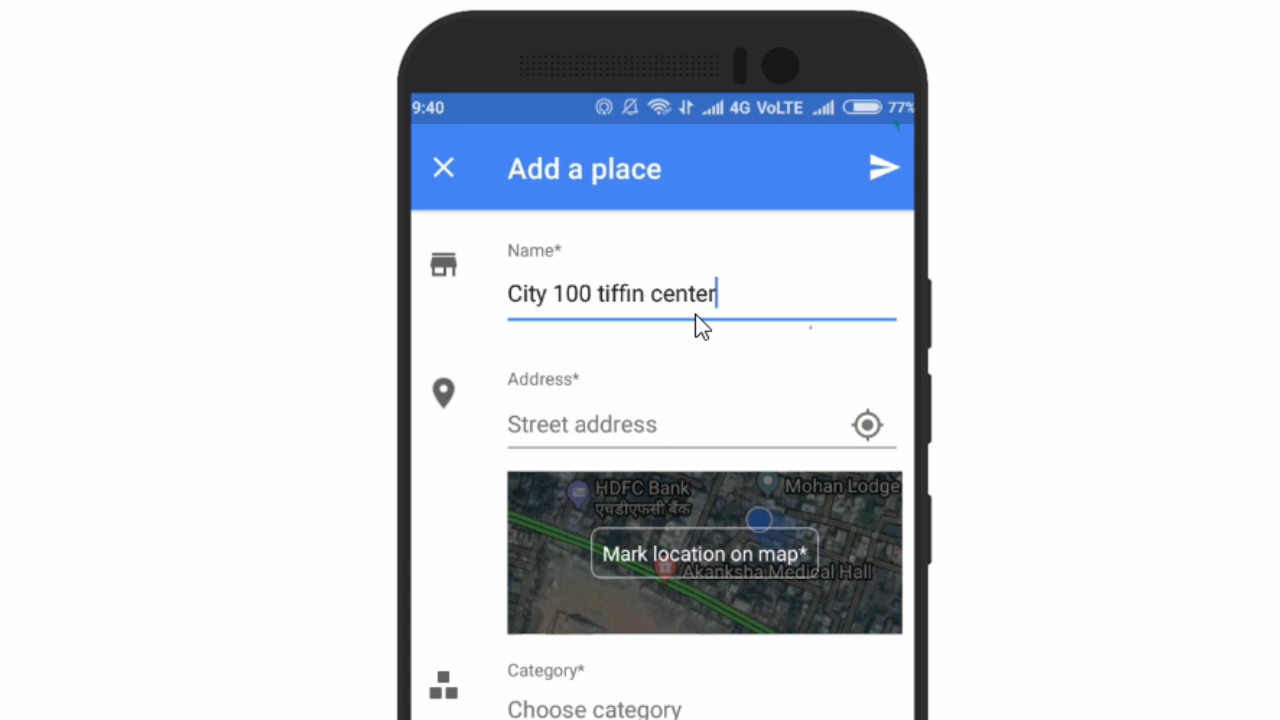 9:40
4G VoLTE 77%
Add a place
Name*
City 100 tiffin center
Address*
Street address
HDFC Bank
एचडीएफसी बैंक
Mohan Lodge
Mark location on map*
Akanksha Medical Hall
Category*
Choose category